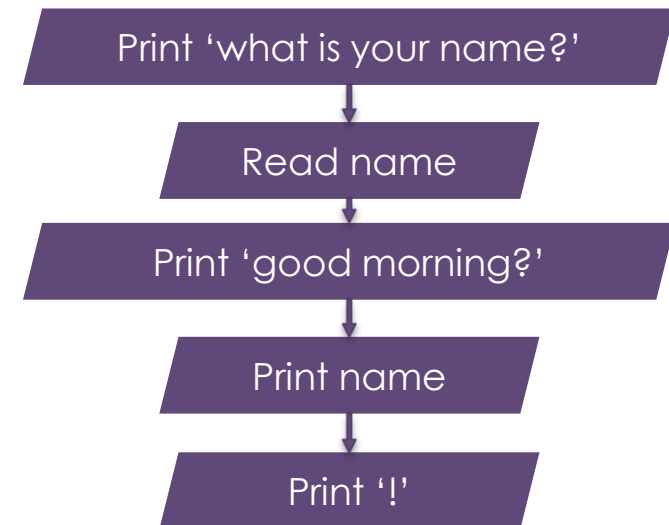 Print ‘what is your name?’
Read name
Print ‘good morning?’
Print name
Print ‘!’